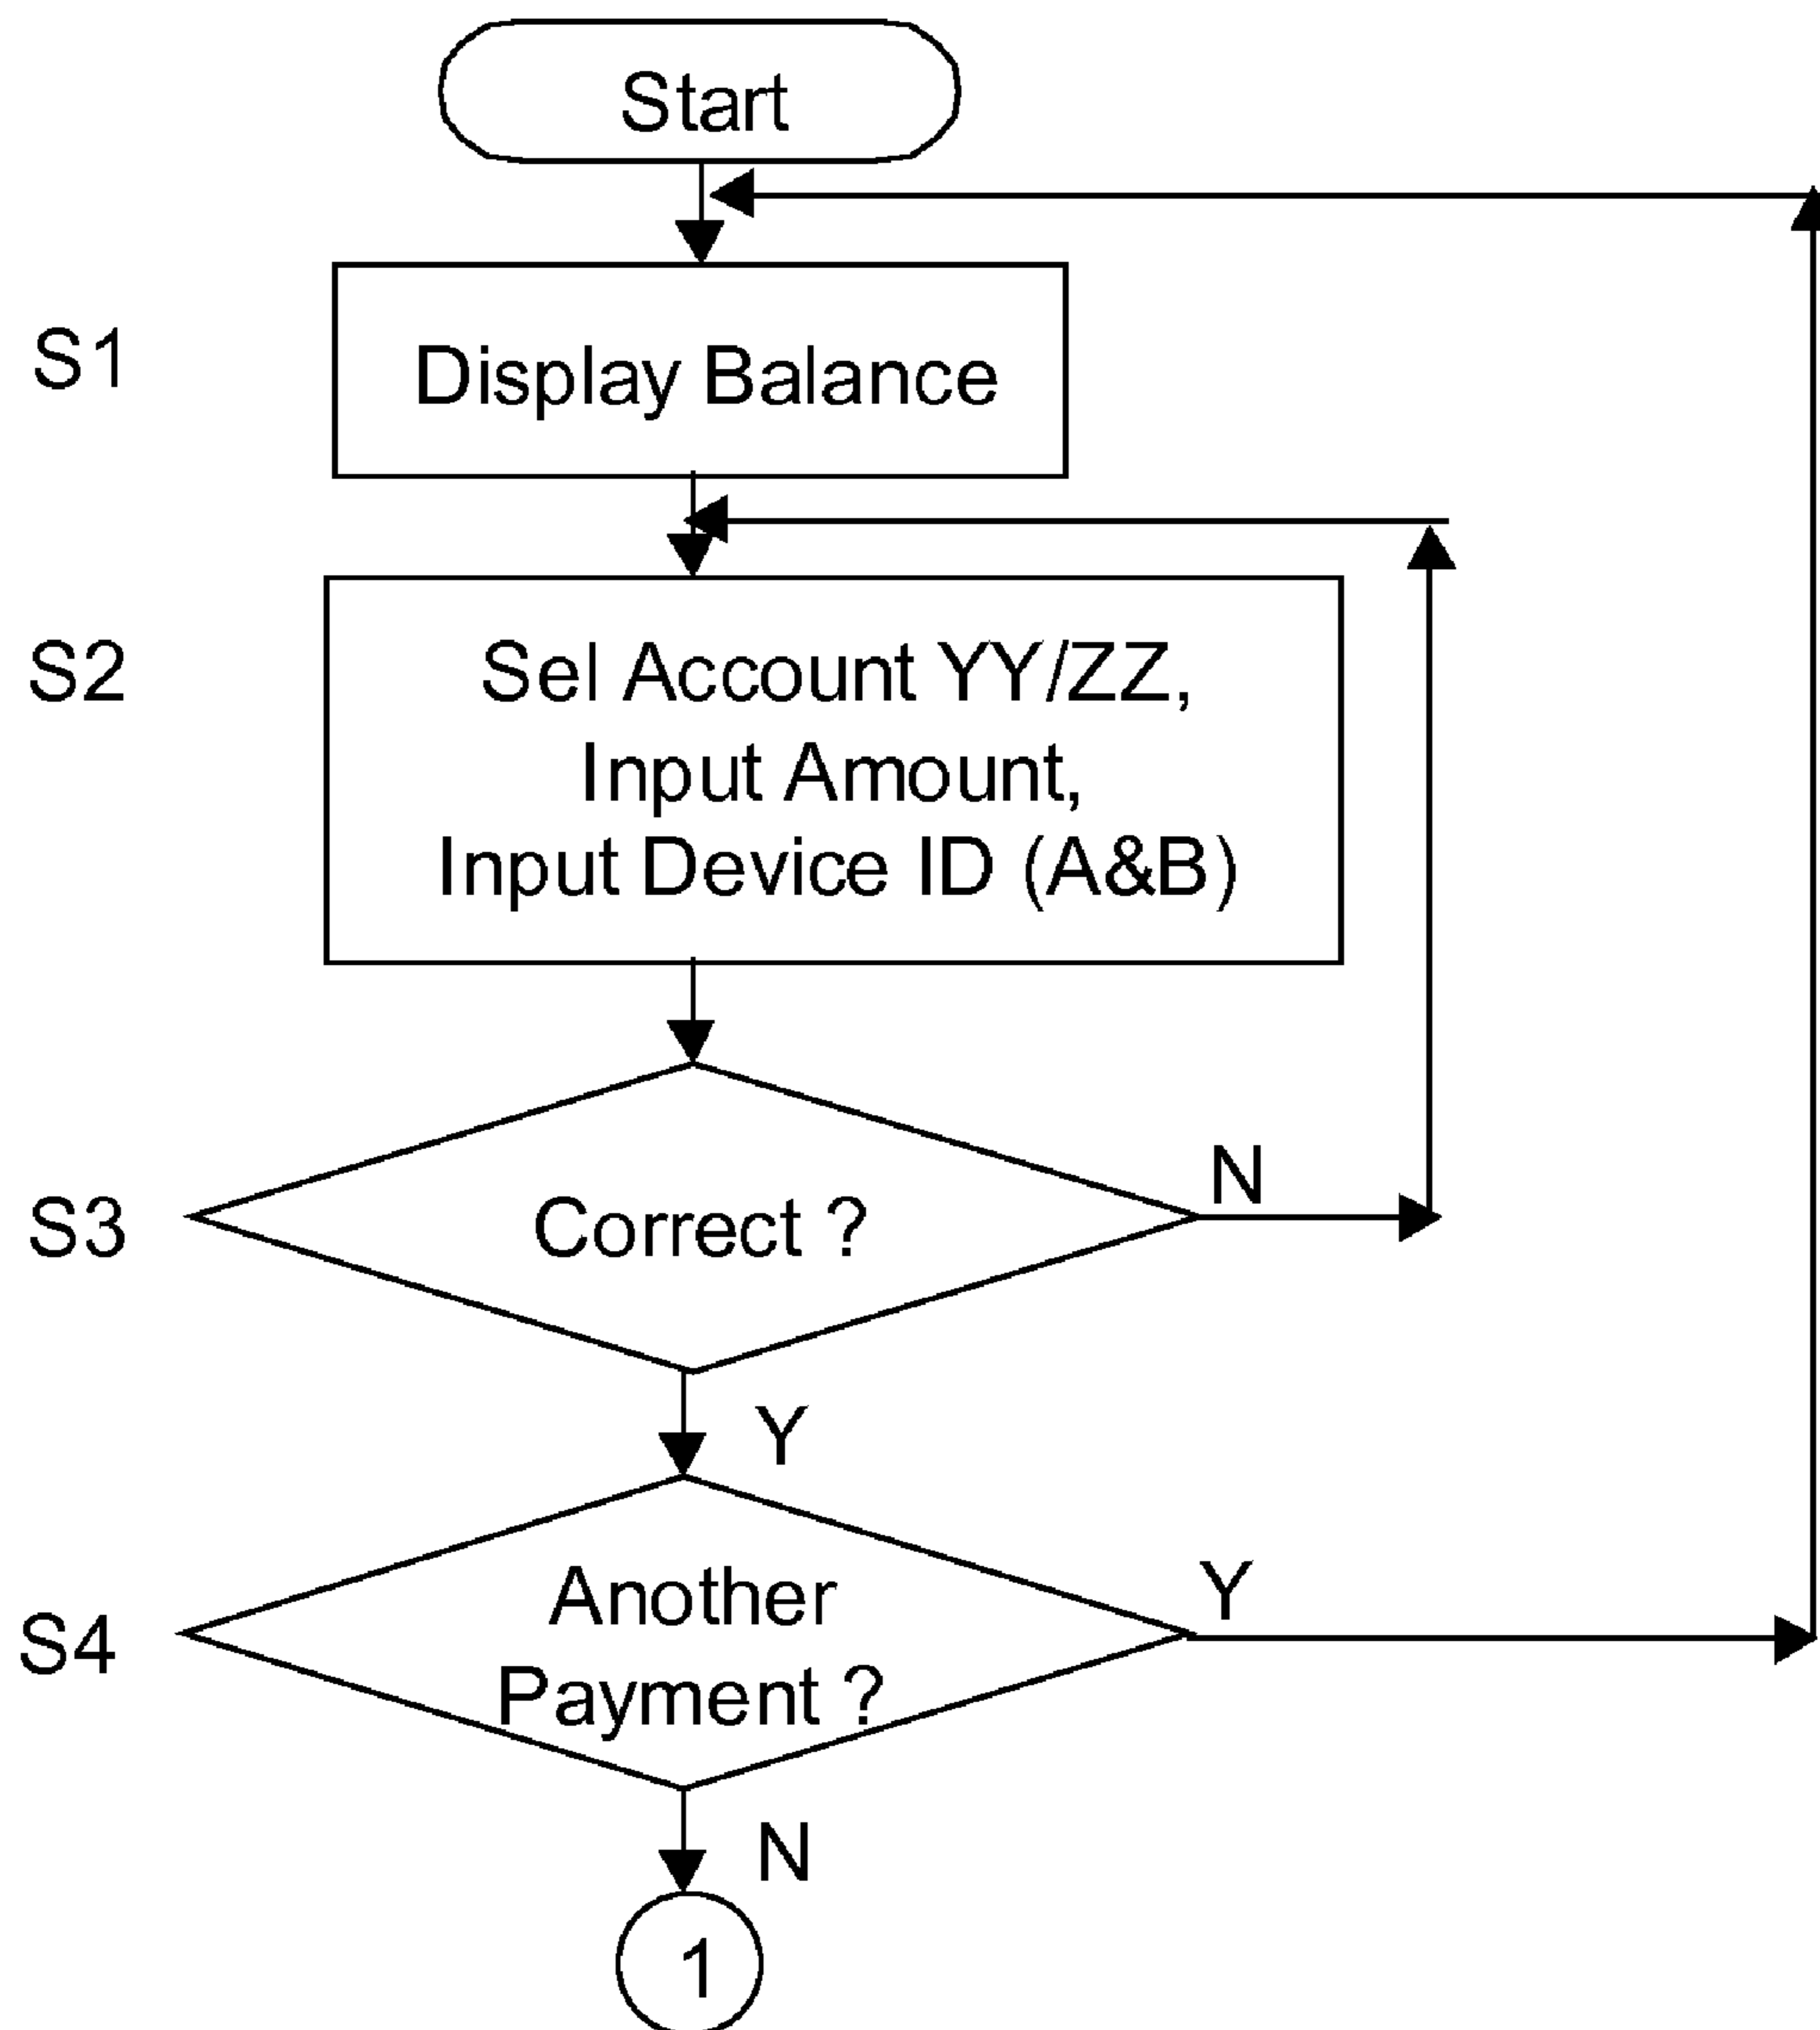 Start
S1
Display Balance
S2
Sel Account YY/ZZ,
Input Amount,
Input Device ID (A&B)
S3
Correct ?
N
Y
S4
Another
Payment ?
Y
N
1